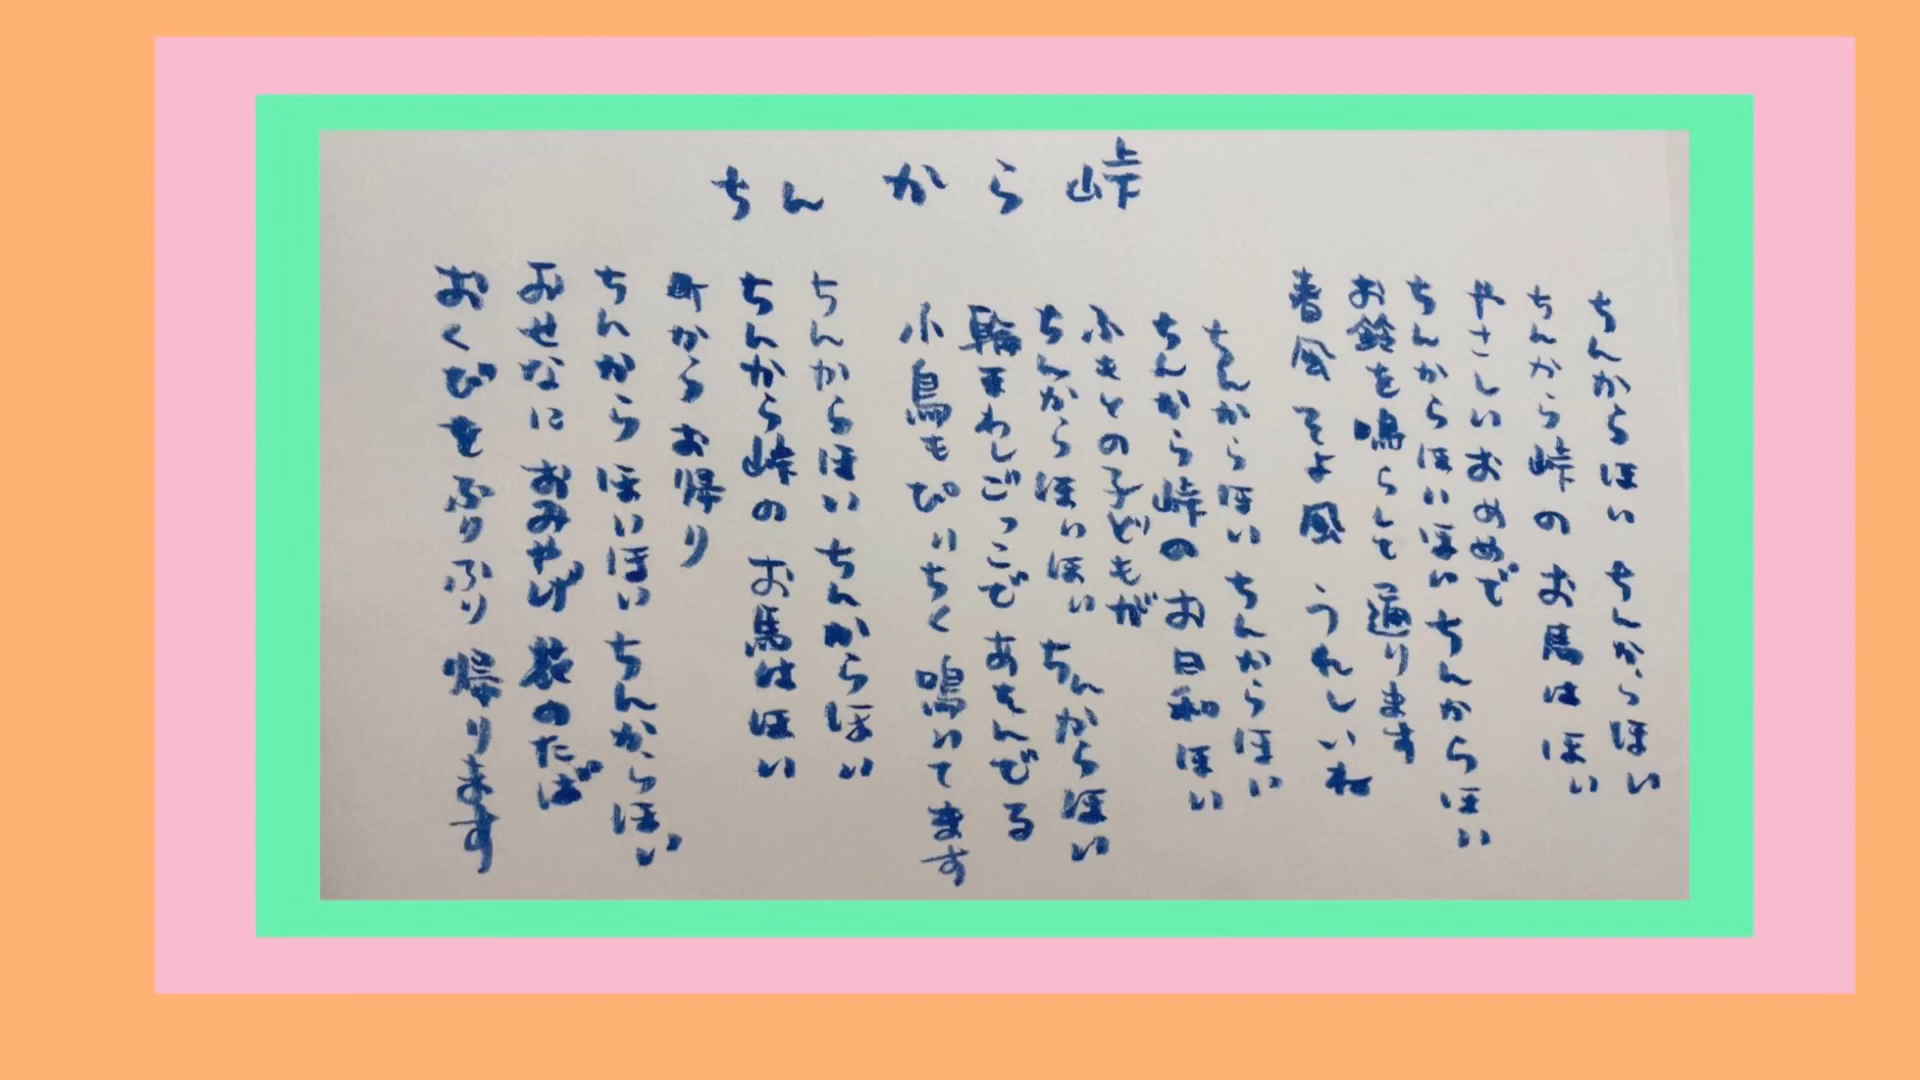 ちんから峠
ちんからほい ちんからほい
ちんから峠の お馬はほい
やさしいおめめで
ちんからほいほい ちんからほい
お鈴を鳴らして 通ります
春風 そよ風 うれしいね
ちんからほい ちんからほい
ちんから峠の お日和ほい
ふもとの子どもが
ちんからほいほい ちんからほい
輪まわしごっこで あそんでる
小鳥もぴいちく 鳴いてます
ちんからほい ちんからほい
ちんから峠の お馬はほい
町からお帰り
ちんからほいほい ちんからほい
おせなに おみやげ 花のたば
おくびを ふりふり 帰ります